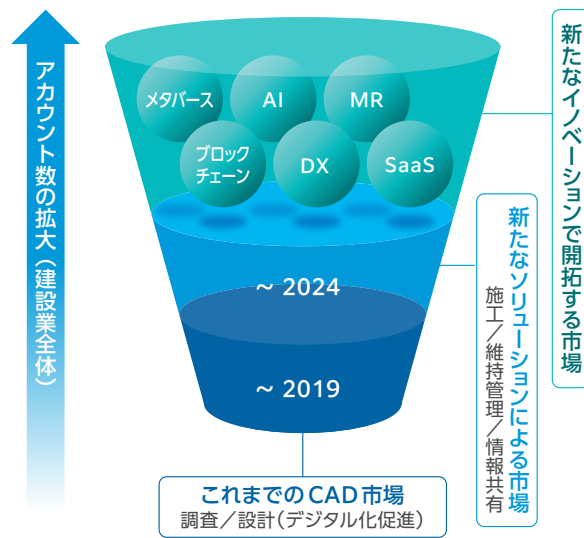 アカウント数の拡大（建設業全体）
メタバース
AI
MR
ブロック
チェーン
DX
SaaS
~ 2024
~ 2019
新たなイノベーションで開拓する市場
新たなソリューションによる市場
施工／維持管理／情報共有
これまでのCAD市場
調査／設計(デジタル化促進)